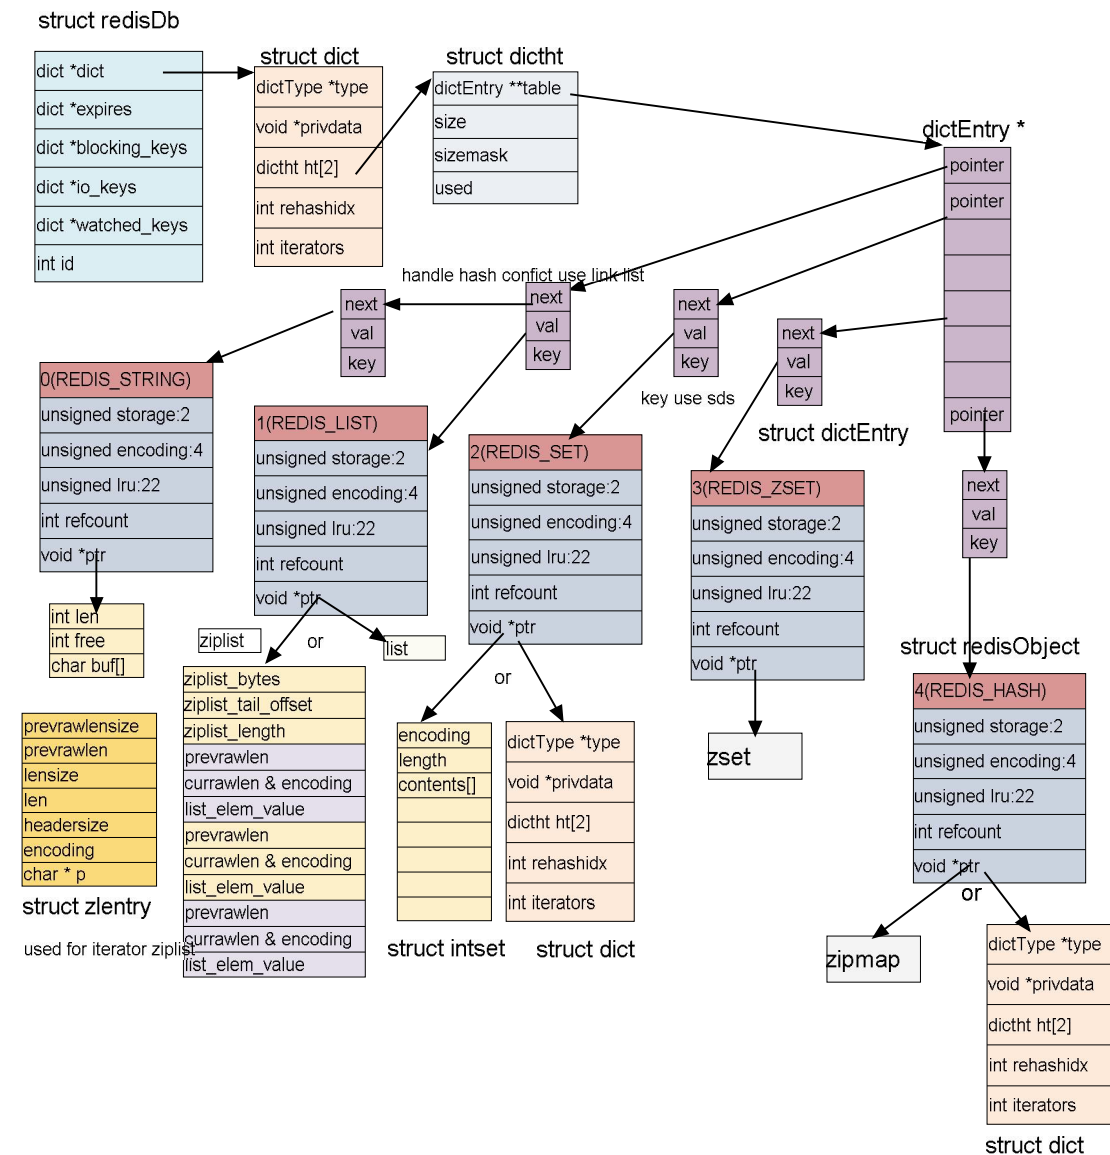 struct redisDb
dict *dict
dict *expires
dict *blocking_keys
dict *io_keys
dict *watched_keys
int id
struct dict
dictType *type
void *privdata
dictht ht[2]
int rehashidx
int iterators
struct dictht
dictEntry **table
size
sizemask
used
dictEntry *
pointer
pointer
pointer
handle hash confict use link list
next
val
key
next
val
key
next
val
key
key use sds
next
val
key
struct dictEntry
next
val
key
0(REDIS_STRING)
unsigned storage:2
unsigned encoding:4
unsigned lru:22
int refcount
void *ptr
int len
int free
char buf[]
1(REDIS_LIST)
unsigned storage:2
unsigned encoding:4
unsigned lru:22
int refcount
void *ptr
ziplist
or
list
ziplist_bytes
ziplist_tail_offset
ziplist_length
prevrawlen
currawlen & encoding
list_elem_value
prevrawlen
currawlen & encoding
list_elem_value
prevrawlen
currawlen & encoding
list_elem_value
prevrawlensize
prevrawlen
lensize
len
headersize
encoding
char * p
struct zlentry
used for iterator ziplist
2(REDIS_SET)
unsigned storage:2
unsigned encoding:4
unsigned lru:22
int refcount
void *ptr
or
encoding
length
contents[]
struct intset
dictType *type
void *privdata
dictht ht[2]
int rehashidx
int iterators
struct dict
3(REDIS_ZSET)
unsigned storage:2
unsigned encoding:4
unsigned lru:22
int refcount
void *ptr
zset
struct redisObject
4(REDIS_HASH)
unsigned storage:2
unsigned encoding:4
unsigned lru:22
int refcount
void *ptr
or
zipmap
dictType *type
void *privdata
dictht ht[2]
int rehashidx
int iterators
struct dict